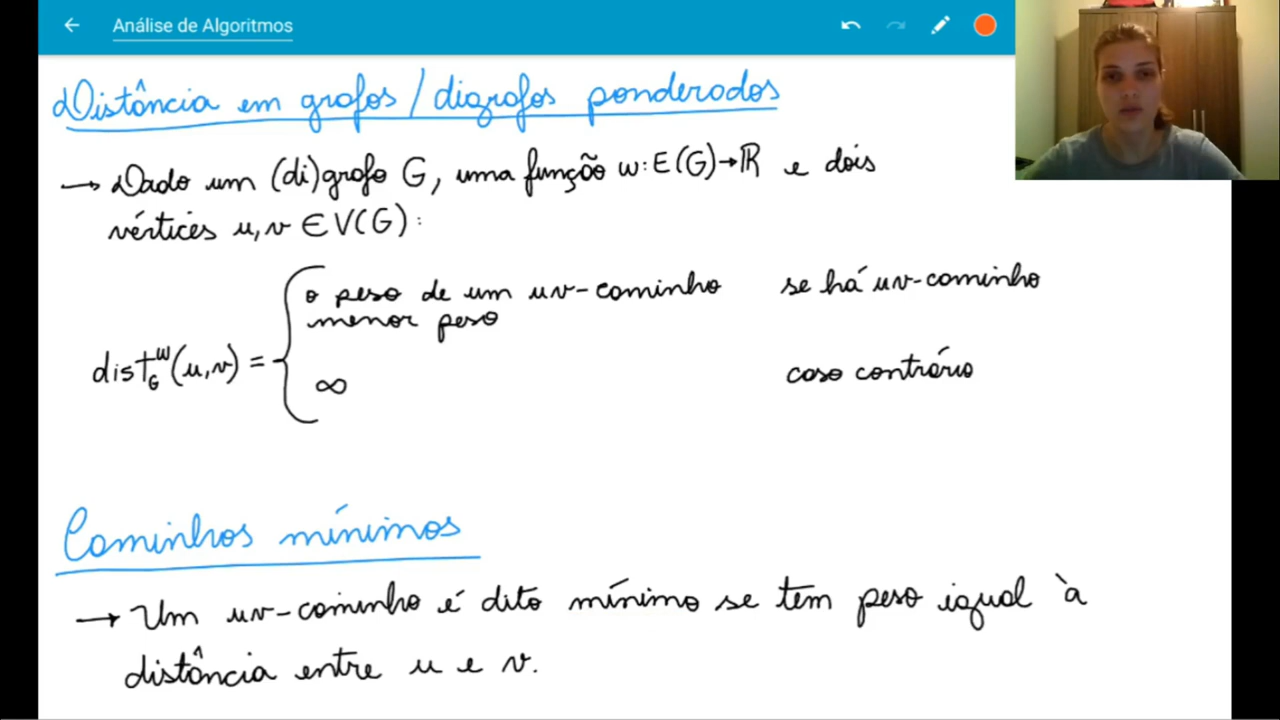 Análise de Algoritmos
Distância em grafos / digrafos ponderados
→ Dado um (di)grafo G, uma função w: E(G) → ℝ e dois
vértices u, v ∈ V(G):
o peso de um uv-caminho se há uv-caminho
menor peso
dist_G^w(u,v) =
∞ caso contrário
Caminhos mínimos
→ Um uv-caminho é dito mínimo se tem peso igual à
distância entre u e v.